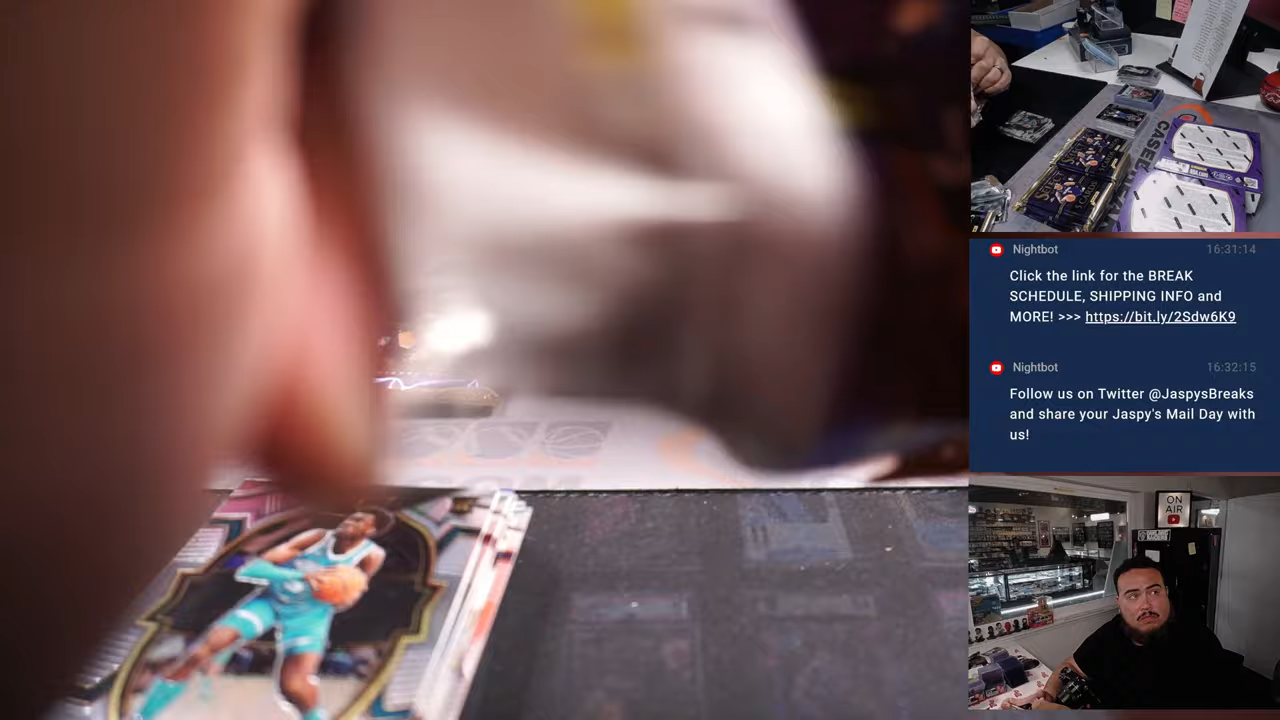 CASE
Nightbot 16:31:14
Click the link for the BREAK
SCHEDULE, SHIPPING INFO and
MORE! >>> https://bit.ly/2Sdw6K9
Nightbot 16:32:15
Follow us on Twitter @JaspysBreaks
and share your Jaspy's Mail Day with
us!
ON
AIR